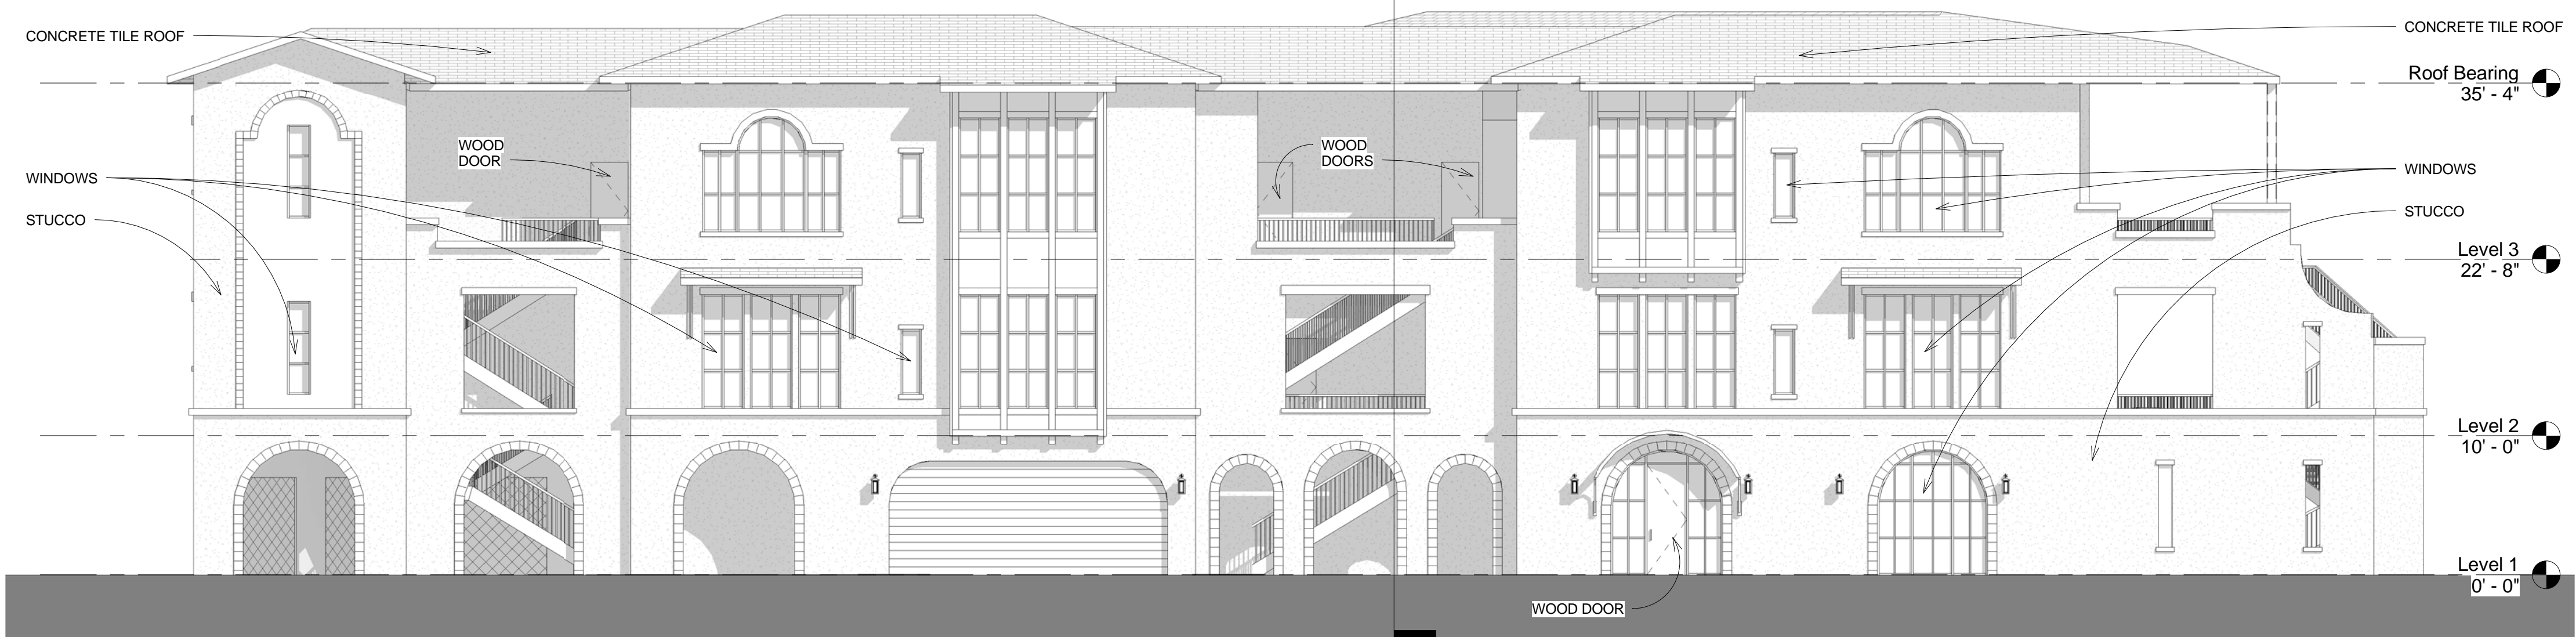 CONCRETE TILE ROOF
CONCRETE TILE ROOF
Roof Bearing
35' - 4"
WOOD
DOOR
WOOD
DOORS
WINDOWS
WINDOWS
STUCCO
STUCCO
Level 3
22' - 8"
Level 2
10' - 0"
Level 1
0' - 0"
WOOD DOOR